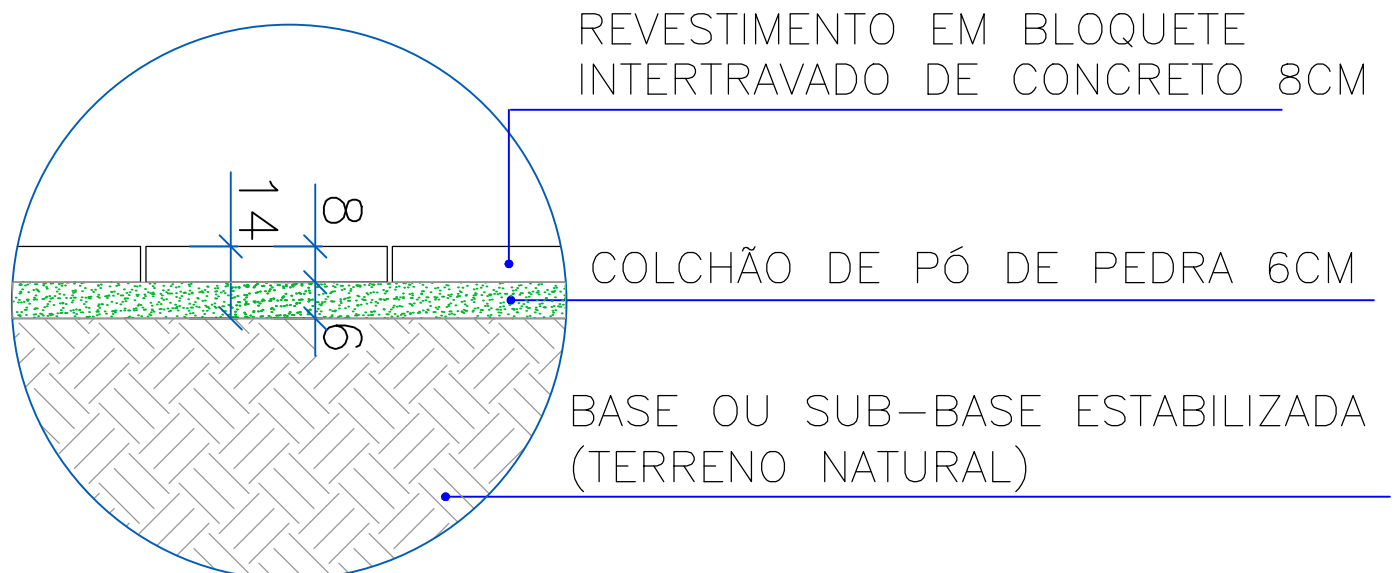 REVESTIMENTO EM BLOQUETE
INTERTRAVADO DE CONCRETO 8CM
14
8
COLCHÃO DE PÓ DE PEDRA 6CM
6
BASE OU SUB-BASE ESTABILIZADA
(TERRENO NATURAL)